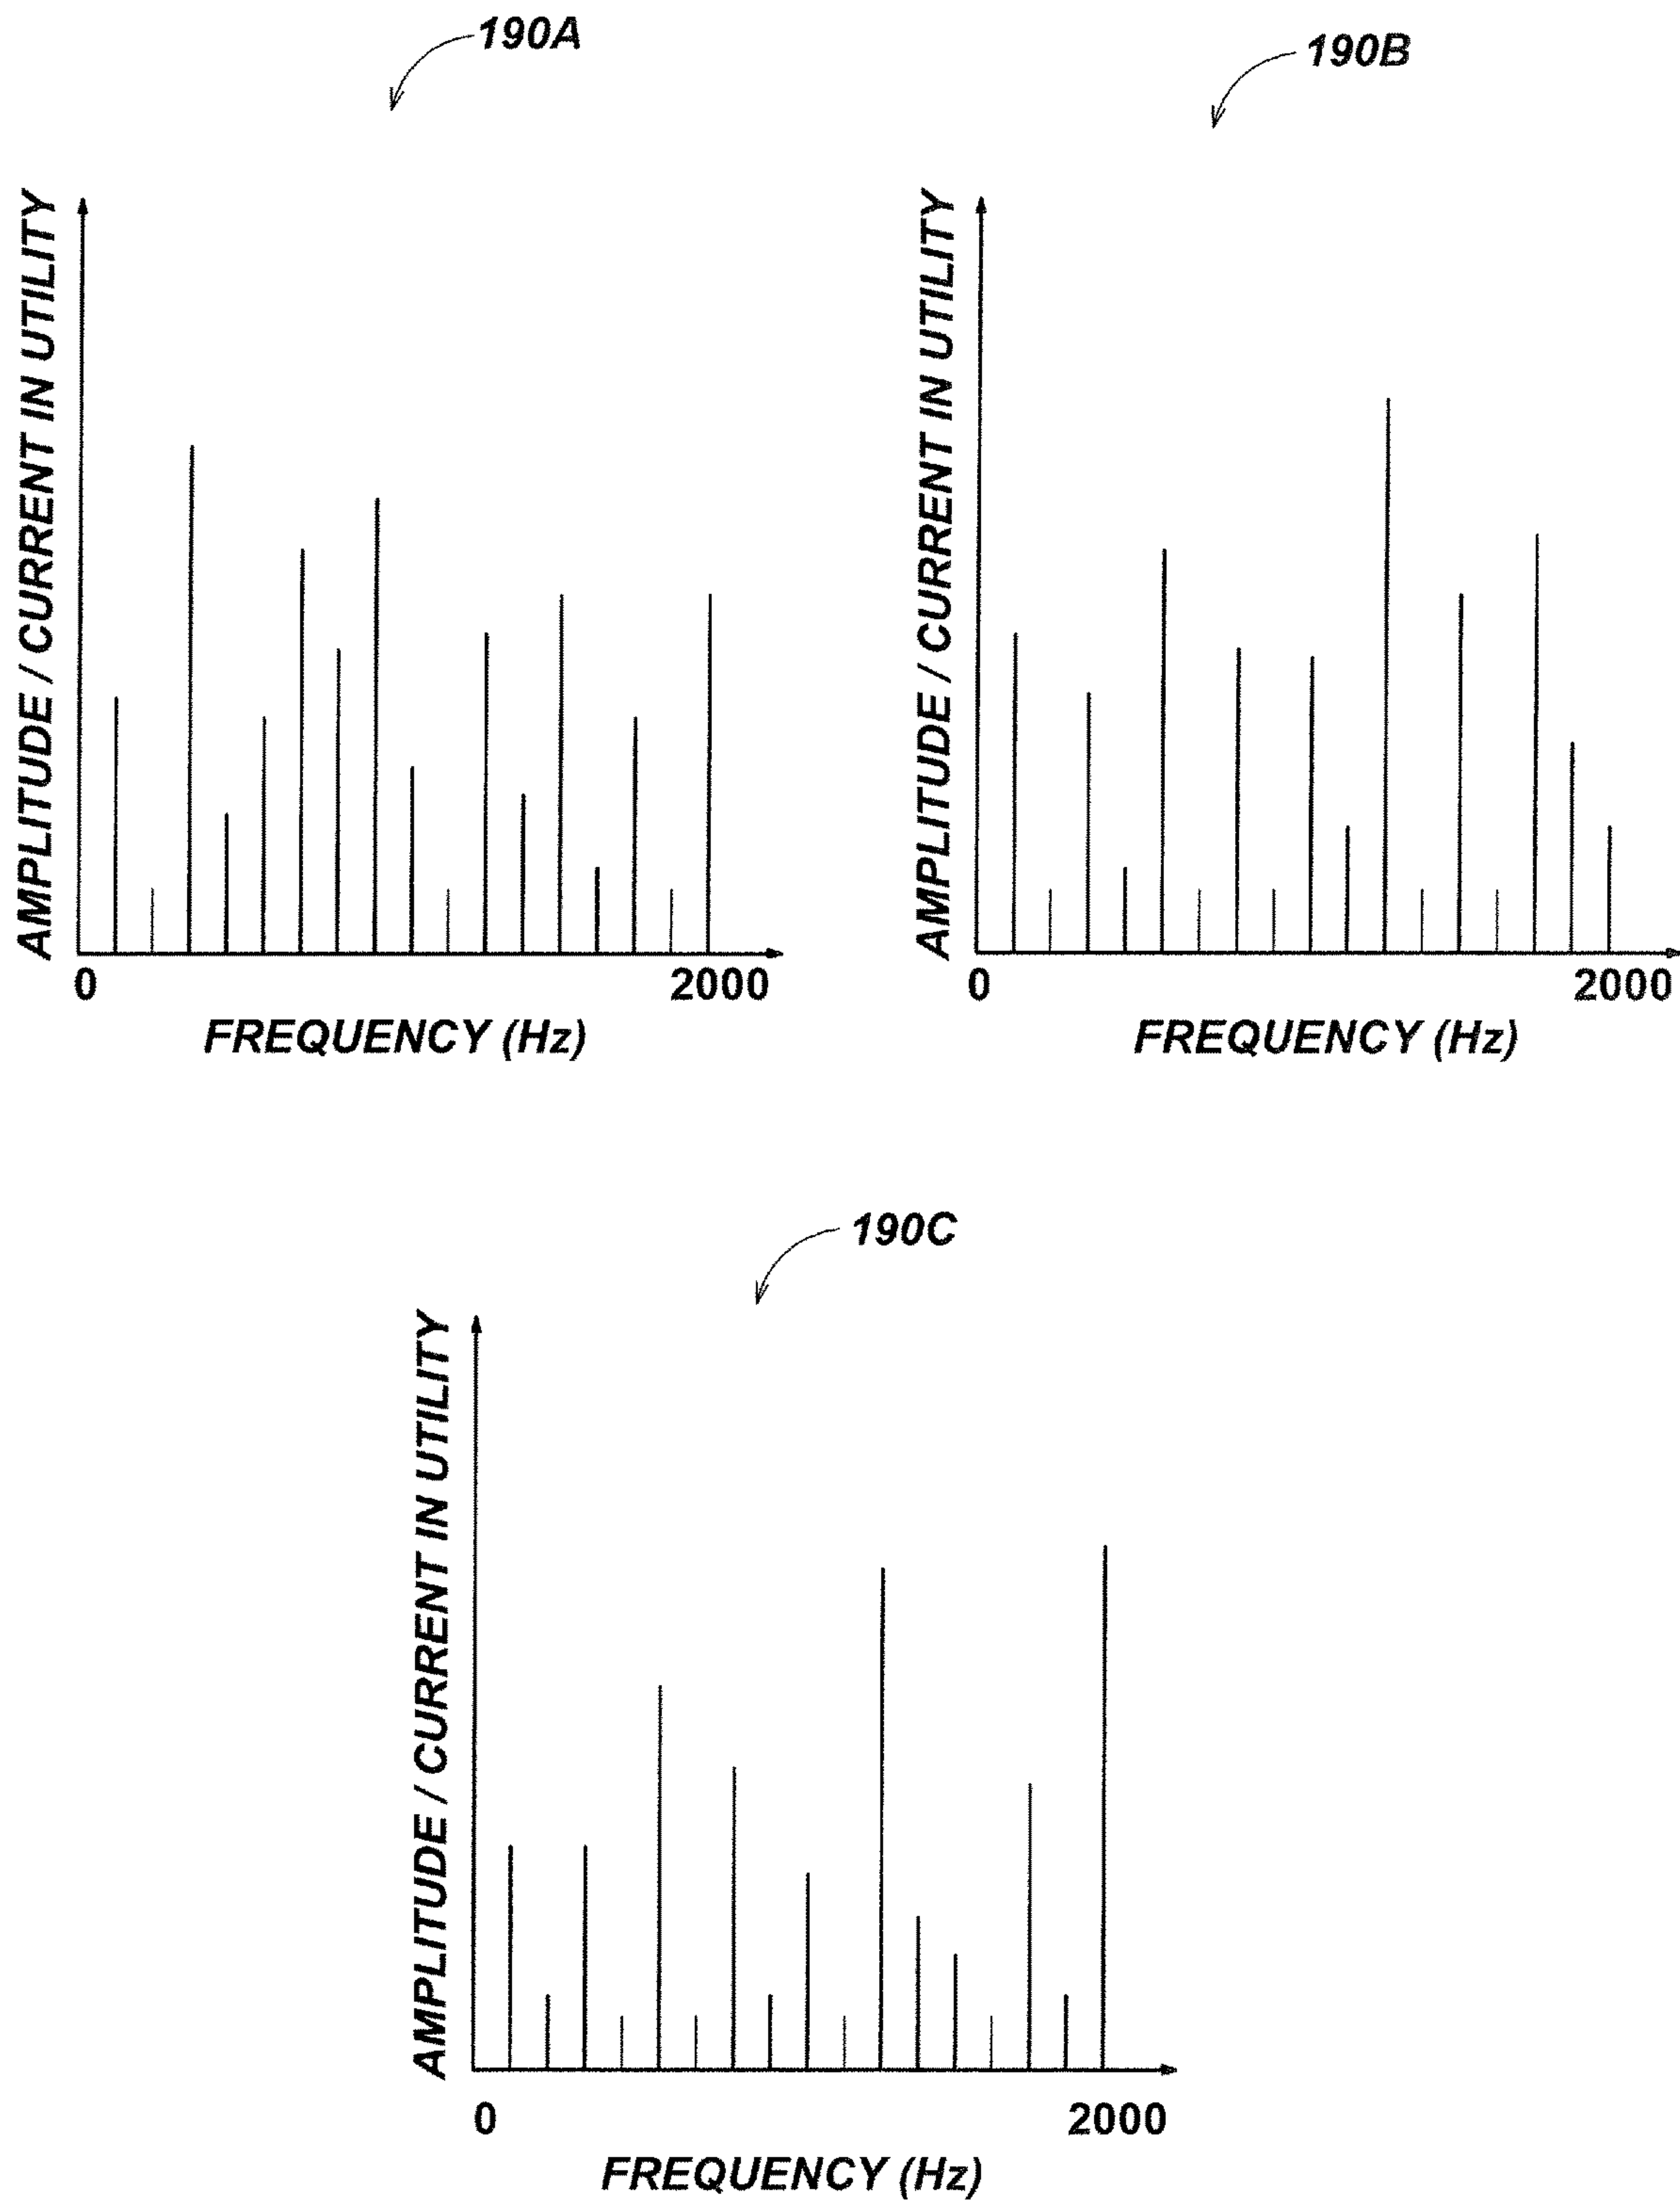 190A
AMPLITUDE / CURRENT IN UTILITY
0
2000
FREQUENCY (Hz)
190B
AMPLITUDE / CURRENT IN UTILITY
0
2000
FREQUENCY (Hz)
190C
AMPLITUDE / CURRENT IN UTILITY
0
2000
FREQUENCY (Hz)